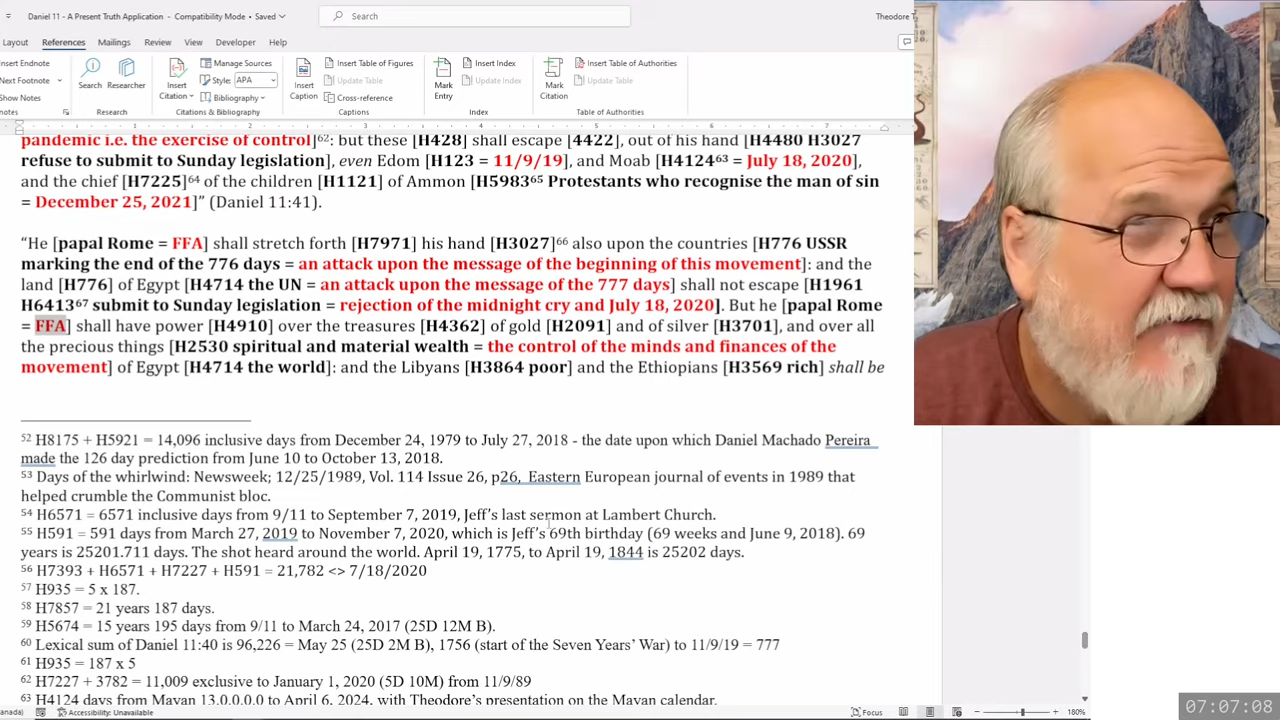 Daniel 11 - A Present Truth Application - Compatibility Mode • Saved
Search
Theodore T
Layout References Mailings Review View Developer Help
nsert Endnote
Next Footnote
Show Notes
notes
Search
Researcher
Research
Insert
Citation
Manage Sources
Style: APA
Bibliography
Citations & Bibliography
Insert
Caption
Insert Table of Figures
Update Table
Cross-reference
Captions
Mark
Entry
Insert Index
Update Index
Index
Mark
Citation
Insert Table of Authorities
Update Table
Table of Authorities
pandemic i.e. the exercise of control]⁶²: but these [H428] shall escape [4422], out of his hand [H4480 H3027
refuse to submit to Sunday legislation], even Edom [H123 = 11/9/19], and Moab [H4124⁶³ = July 18, 2020],
and the chief [H7225]⁶⁴ of the children [H1121] of Ammon [H5983⁶⁵ Protestants who recognise the man of sin
= December 25, 2021]” (Daniel 11:41).
“He [papal Rome = FFA] shall stretch forth [H7971] his hand [H3027]⁶⁶ also upon the countries [H776 USSR
marking the end of the 776 days = an attack upon the message of the beginning of this movement]: and the
land [H776] of Egypt [H4714 the UN = an attack upon the message of the 777 days] shall not escape [H1961
H6413⁶⁷ submit to Sunday legislation = rejection of the midnight cry and July 18, 2020]. But he [papal Rome
= FFA] shall have power [H4910] over the treasures [H4362] of gold [H2091] and of silver [H3701], and over all
the precious things [H2530 spiritual and material wealth = the control of the minds and finances of the
movement] of Egypt [H4714 the world]: and the Libyans [H3864 poor] and the Ethiopians [H3569 rich] shall be
⁵² H8175 + H5921 = 14,096 inclusive days from December 24, 1979 to July 27, 2018 - the date upon which Daniel Machado Pereira
made the 126 day prediction from June 10 to October 13, 2018.
⁵³ Days of the whirlwind: Newsweek; 12/25/1989, Vol. 114 Issue 26, p26, Eastern European journal of events in 1989 that
helped crumble the Communist bloc.
⁵⁴ H6571 = 6571 inclusive days from 9/11 to September 7, 2019, Jeff’s last sermon at Lambert Church.
⁵⁵ H591 = 591 days from March 27, 2019 to November 7, 2020, which is Jeff’s 69th birthday (69 weeks and June 9, 2018). 69
years is 25201.711 days. The shot heard around the world. April 19, 1775, to April 19, 1844 is 25202 days.
⁵⁶ H7393 + H6571 + H7227 + H591 = 21,782 <> 7/18/2020
⁵⁷ H935 = 5 x 187.
⁵⁸ H7857 = 21 years 187 days.
⁵⁹ H5674 = 15 years 195 days from 9/11 to March 24, 2017 (25D 12M B).
⁶⁰ Lexical sum of Daniel 11:40 is 96,226 = May 25 (25D 2M B), 1756 (start of the Seven Years’ War) to 11/9/19 = 777
⁶¹ H935 = 187 x 5
⁶² H7227 + 3782 = 11,009 exclusive to January 1, 2020 (5D 10M) from 11/9/89
⁶³ H4124 days from Mayan 13.0.0.0.0 to April 6, 2024, with Theodore’s presentation on the Mayan calendar.
anada)
Accessibility: Unavailable
Focus
180%
07:07:08